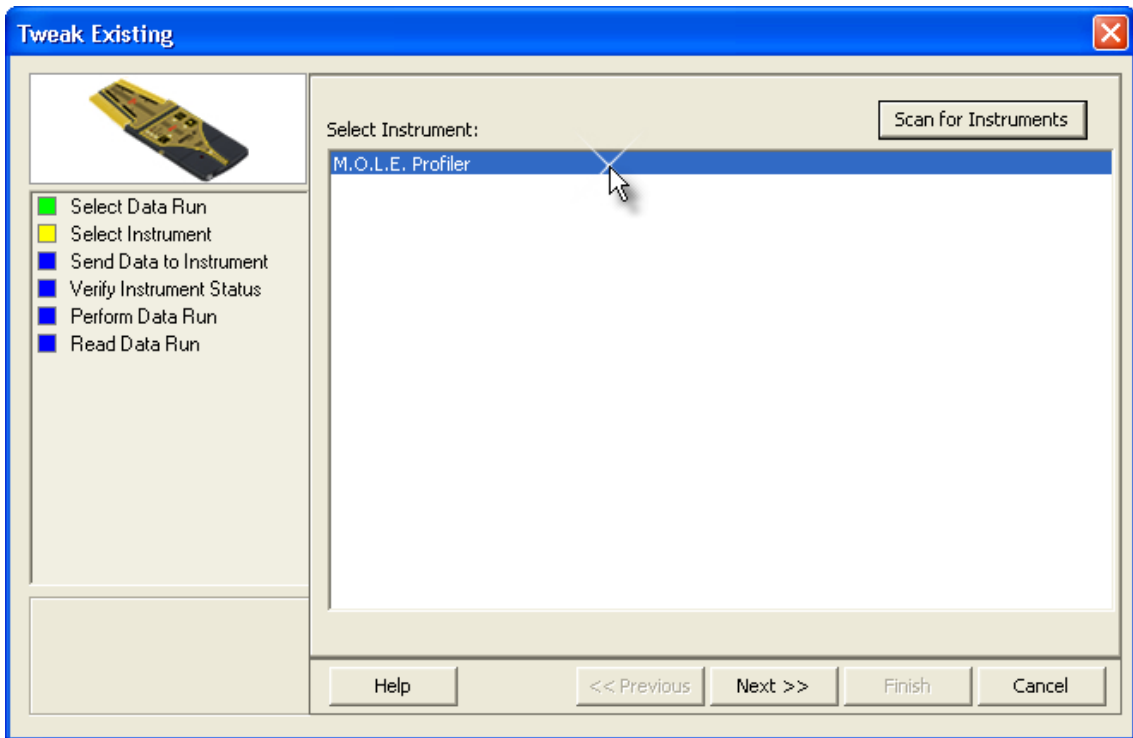 Tweak Existing
Select Data Run
Select Instrument
Send Data to Instrument
Verify Instrument Status
Perform Data Run
Read Data Run
Select Instrument:
Scan for Instruments
M.O.L.E. Profiler
Help
<< Previous
Next >>
Finish
Cancel